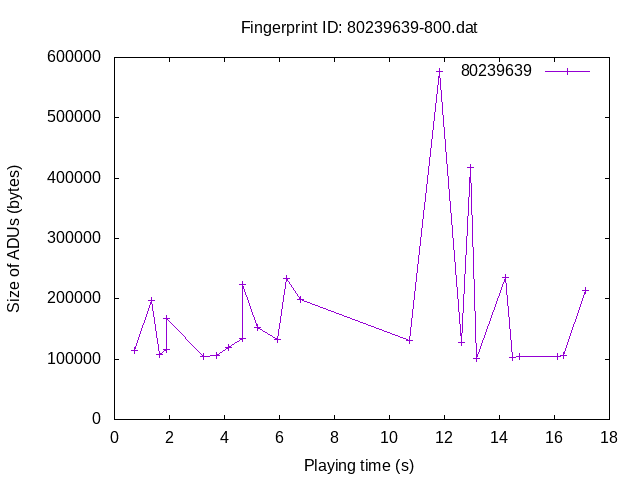 Fingerprint ID: 80239639-800.dat
600000
500000
400000
300000
200000
100000
0
0 2 4 6 8 10 12 14 16 18
Size of ADUs (bytes)
Playing time (s)
80239639